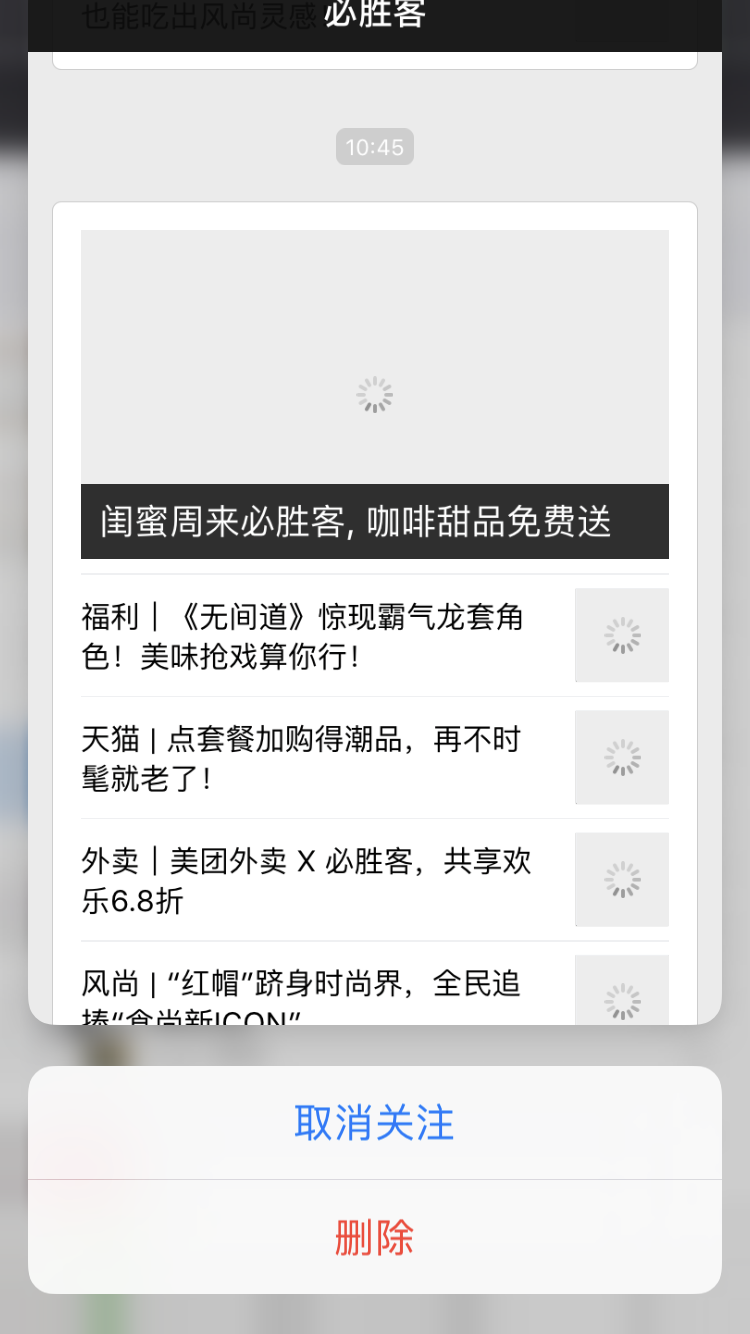 也能吃出风尚灵感
必胜客
10:45
闺蜜周来必胜客, 咖啡甜品免费送
福利｜《无间道》惊现霸气龙套角
色！美味抢戏算你行！
天猫 | 点套餐加购得潮品，再不时
髦就老了！
外卖｜美团外卖 X 必胜客，共享欢
乐6.8折
风尚 | “红帽”跻身时尚界，全民追
捧“食尚新ICON”
取消关注
删除